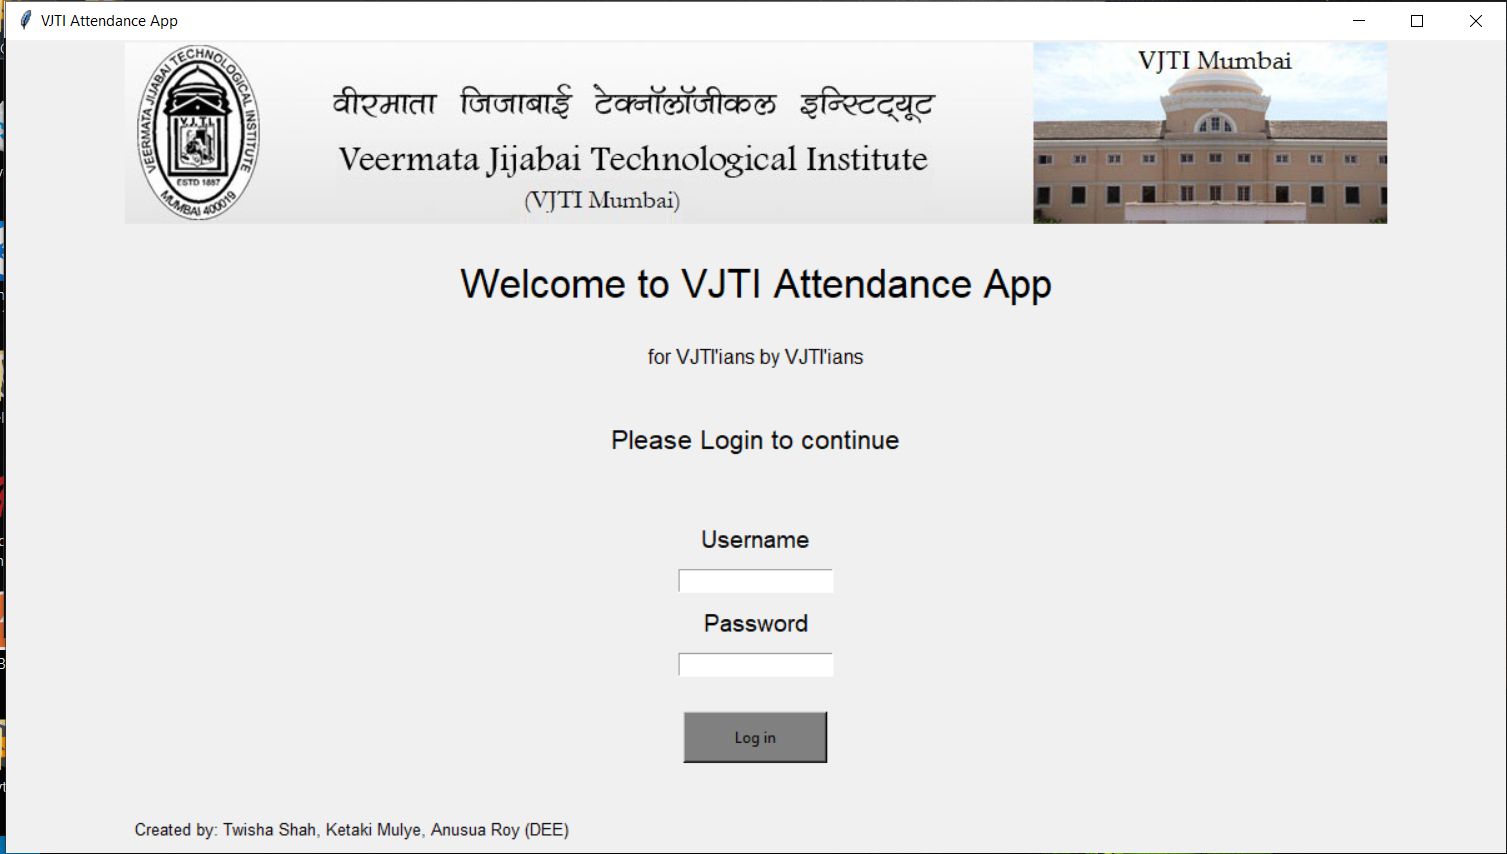 VJTI Attendance App
VEERMATA JIJABAI TECHNOLOGICAL INSTITUTE
V.J.T.I.
ESTD 1887
MUMBAI 400019
वीरमाता जिजाबाई टेक्नॉलॉजीकल इन्स्टिट्यूट
Veermata Jijabai Technological Institute
(VJTI Mumbai)
VJTI Mumbai
Welcome to VJTI Attendance App
for VJTI'ians by VJTI'ians
Please Login to continue
Username
Password
Log in
Created by: Twisha Shah, Ketaki Mulye, Anusua Roy (DEE)